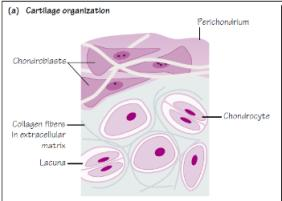 (a) Cartilage organization
Perichondrium
Chondroblasts
Chondrocyte
Collagen fibers
in extracellular
matrix
Lacuna